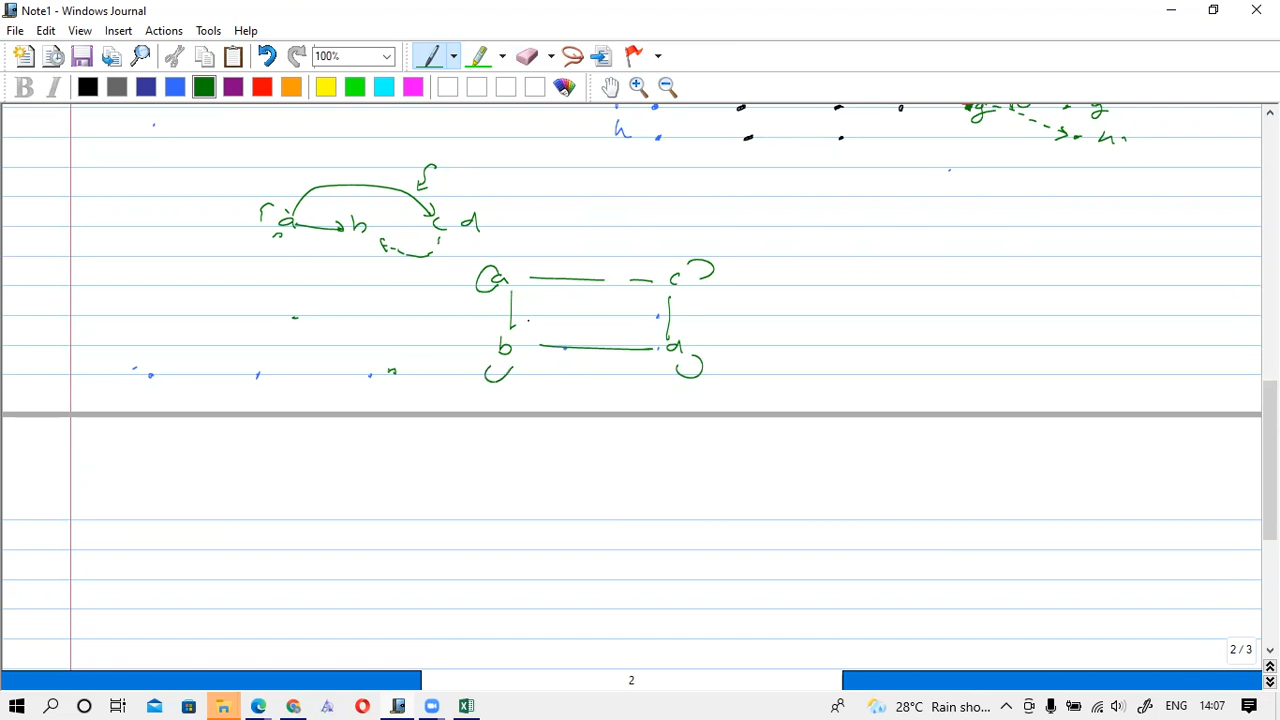 Note1 - Windows Journal
File Edit View Insert Actions Tools Help
100%
B I
y
h
a b c d
a c
b d
2 / 3
2
28°C Rain sho... ENG 14:07